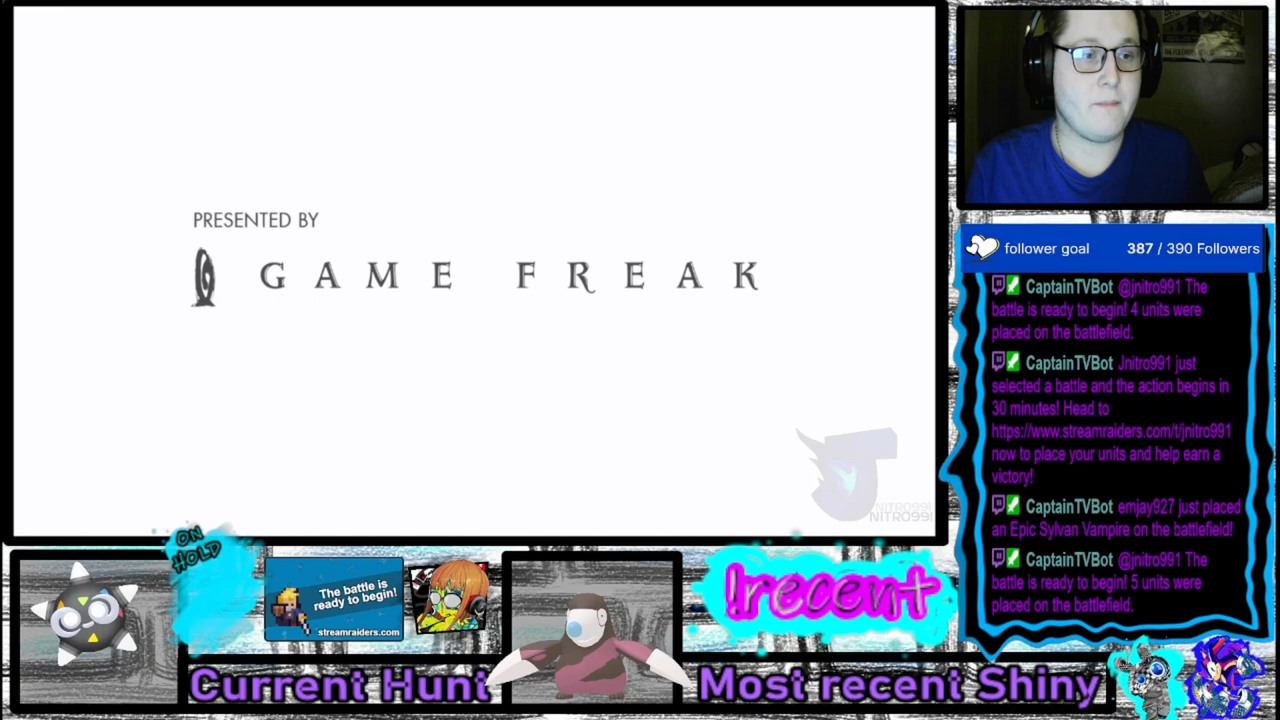 PRESENTED BY
GAME FREAK
NITRO991
NITRO991
follower goal 387 / 390 Followers
CaptainTVBot @jnitro991 The
battle is ready to begin! 4 units were
placed on the battlefield.
CaptainTVBot Jnitro991 just
selected a battle and the action begins in
30 minutes! Head to
https://www.streamraiders.com/t/jnitro991
now to place your units and help earn a
victory!
CaptainTVBot emjay927 just placed
an Epic Sylvan Vampire on the battlefield!
CaptainTVBot @jnitro991 The
battle is ready to begin! 5 units were
placed on the battlefield.
ON
HOLD
The battle is
ready to begin!
streamraiders.com
!recent
Current Hunt
Most recent Shiny